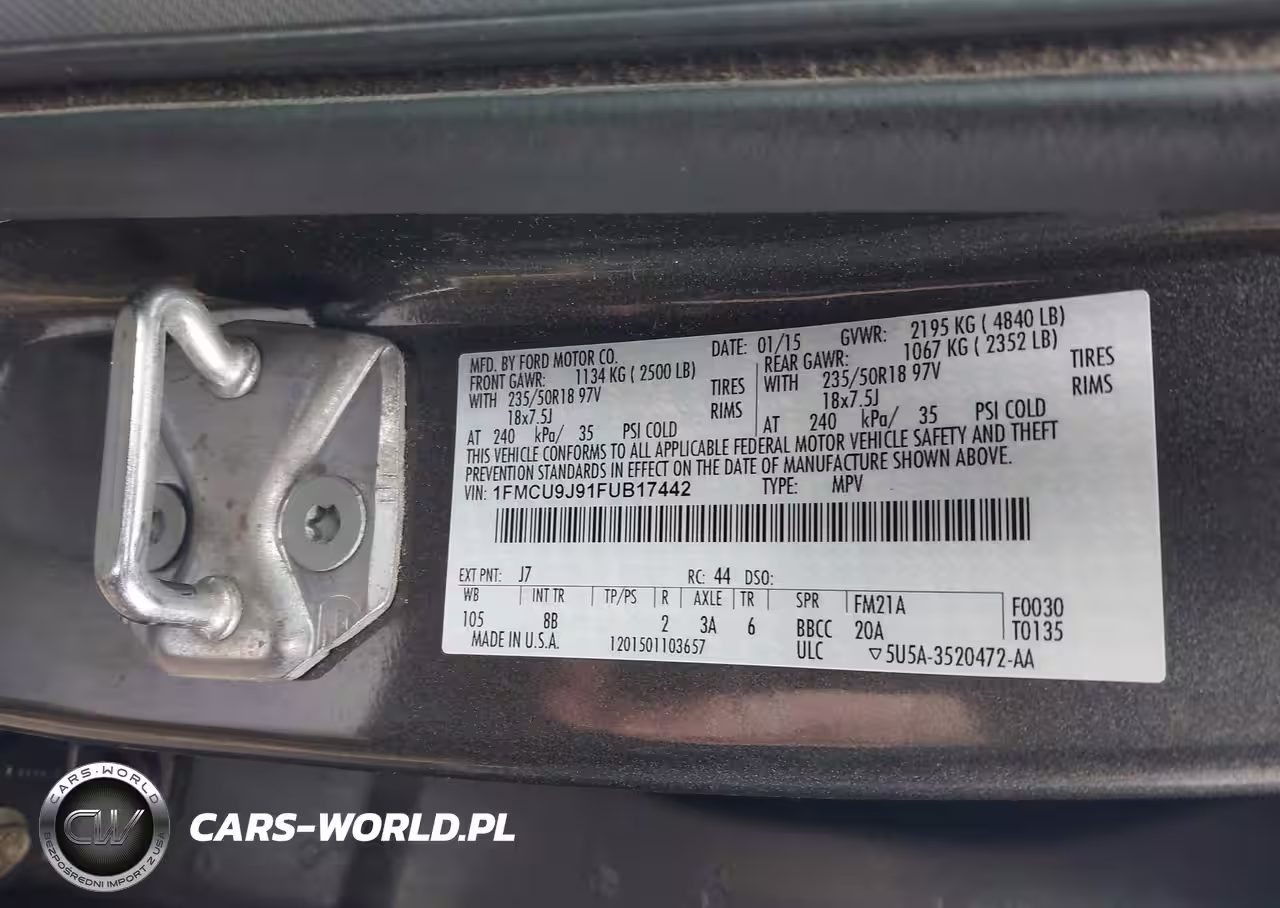 MFD. BY FORD MOTOR CO. DATE: 01/15 GVWR: 2195 KG ( 4840 LB)
FRONT GAWR: 1134 KG ( 2500 LB) REAR GAWR: 1067 KG ( 2352 LB)
WITH 235/50R18 97V TIRES WITH 235/50R18 97V TIRES
18x7.5J RIMS 18x7.5J RIMS
AT 240 kPa/ 35 PSI COLD AT 240 kPa/ 35 PSI COLD
THIS VEHICLE CONFORMS TO ALL APPLICABLE FEDERAL MOTOR VEHICLE SAFETY AND THEFT
PREVENTION STANDARDS IN EFFECT ON THE DATE OF MANUFACTURE SHOWN ABOVE.
VIN: 1FMCU9J91FUB17442 TYPE: MPV
EXT PNT: J7 RC: 44 DSO:
WB INT TR TP/PS R AXLE TR SPR FM21A F0030
105 8B 2 3A 6 BBCC 20A T0135
MADE IN U.S.A. 1201501103657 ULC ▽5U5A-3520472-AA
CARS-WORLD
CW
BEZPOŚREDNI IMPORT Z USA
CARS-WORLD.PL